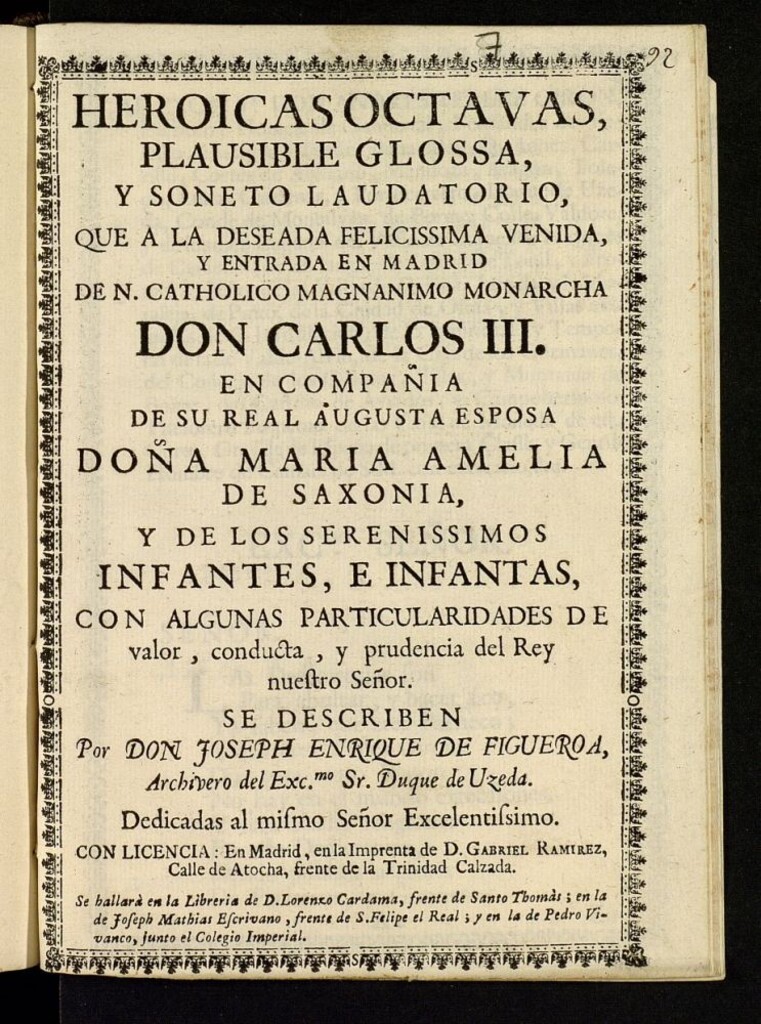 7
92
HEROICAS OCTAVAS,
PLAUSIBLE GLOSSA,
Y SONETO LAUDATORIO,
QUE A LA DESEADA FELICISSIMA VENIDA,
Y ENTRADA EN MADRID
DE N. CATHOLICO MAGNANIMO MONARCHA
DON CARLOS III.
EN COMPAÑIA
DE SU REAL AUGUSTA ESPOSA
DOÑA MARIA AMELIA
DE SAXONIA,
Y DE LOS SERENISSIMOS
INFANTES, E INFANTAS,
CON ALGUNAS PARTICULARIDADES DE
valor, conducta, y prudencia del Rey
nueſtro Señor.
SE DESCRIBEN
Por DON JOSEPH ENRIQUE DE FIGUEROA,
Archivero del Exc.mo Sr. Duque de Uzeda.
Dedicadas al miſmo Señor Excelentiſsimo.
CON LICENCIA: En Madrid, en la Imprenta de D. GABRIEL RAMIREZ,
Calle de Atocha, frente de la Trinidad Calzada.
Se hallarà en la Libreria de D. Lorenzo Cardama, frente de Santo Thomàs; en la
de Joſeph Mathias Eſcrivano, frente de S. Felipe el Real; y en la de Pedro Vi-
vanco, junto el Colegio Imperial.